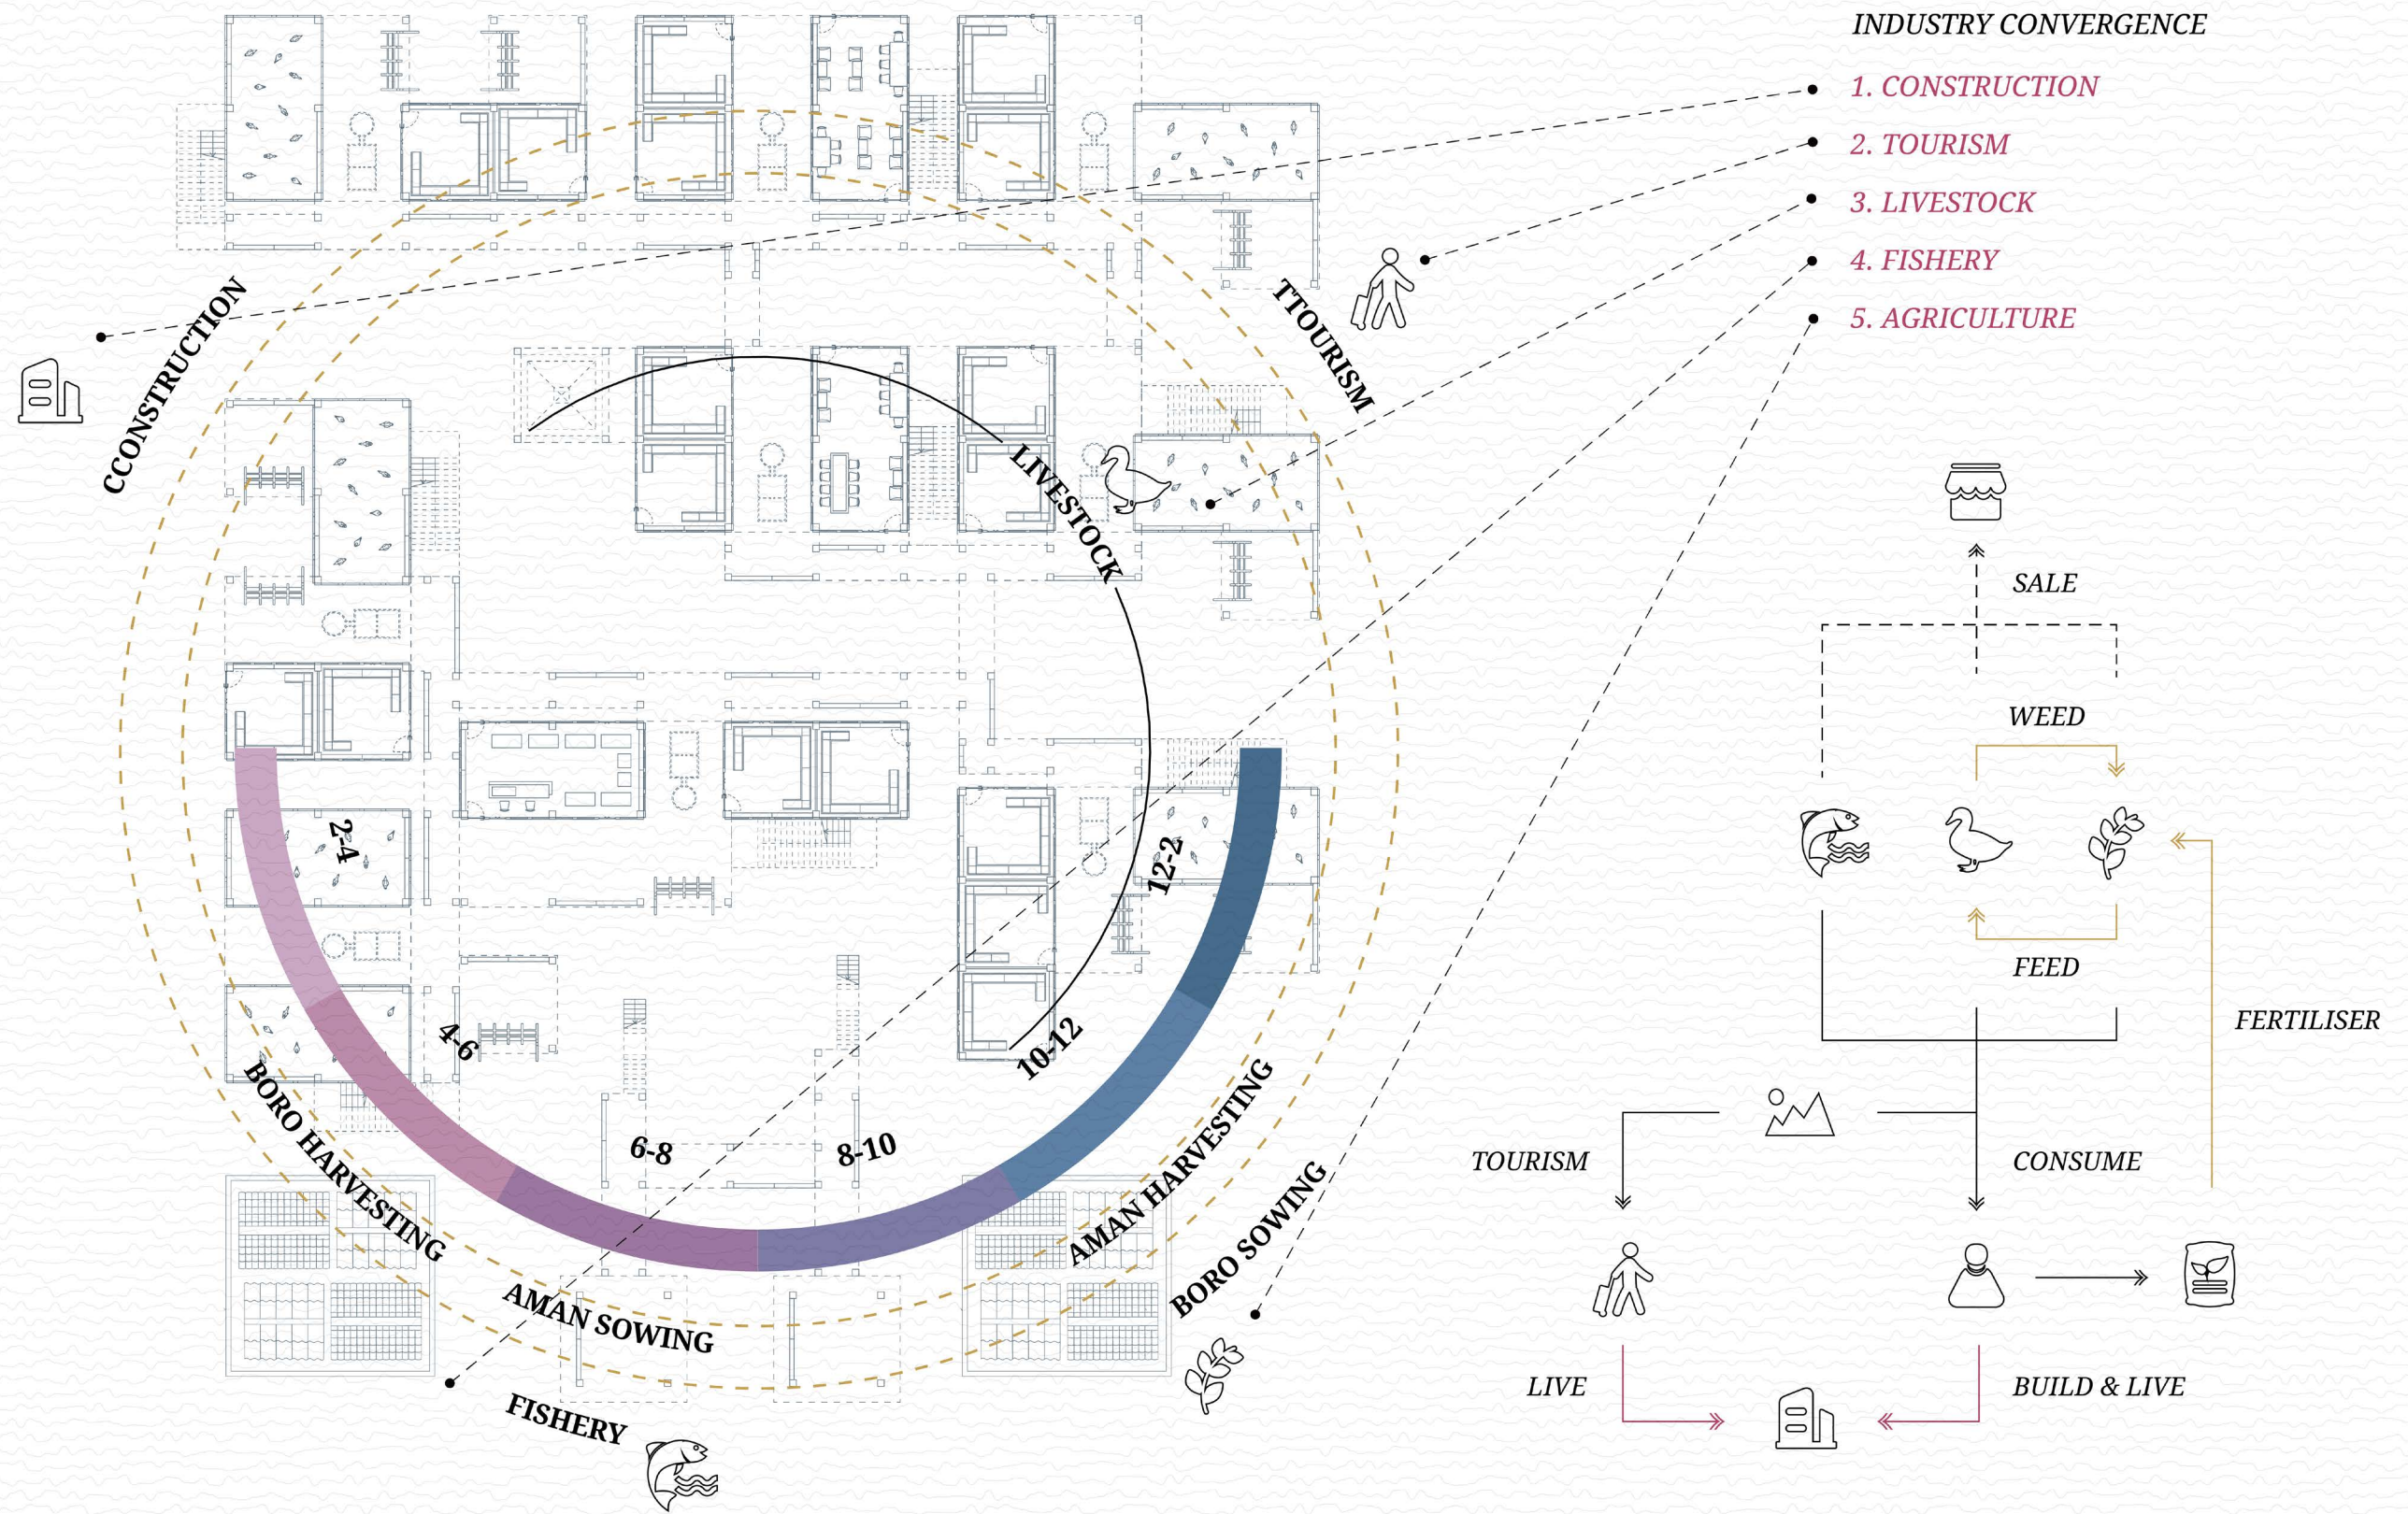 INDUSTRY CONVERGENCE
1. CONSTRUCTION
2. TOURISM
3. LIVESTOCK
4. FISHERY
5. AGRICULTURE
CCONSTRUCTION
TTOURISM
LIVESTOCK
2-4
4-6
6-8
8-10
10-12
12-2
BORO HARVESTING
AMAN SOWING
AMAN HARVESTING
BORO SOWING
FISHERY
SALE
WEED
FEED
FERTILISER
TOURISM
CONSUME
LIVE
BUILD & LIVE